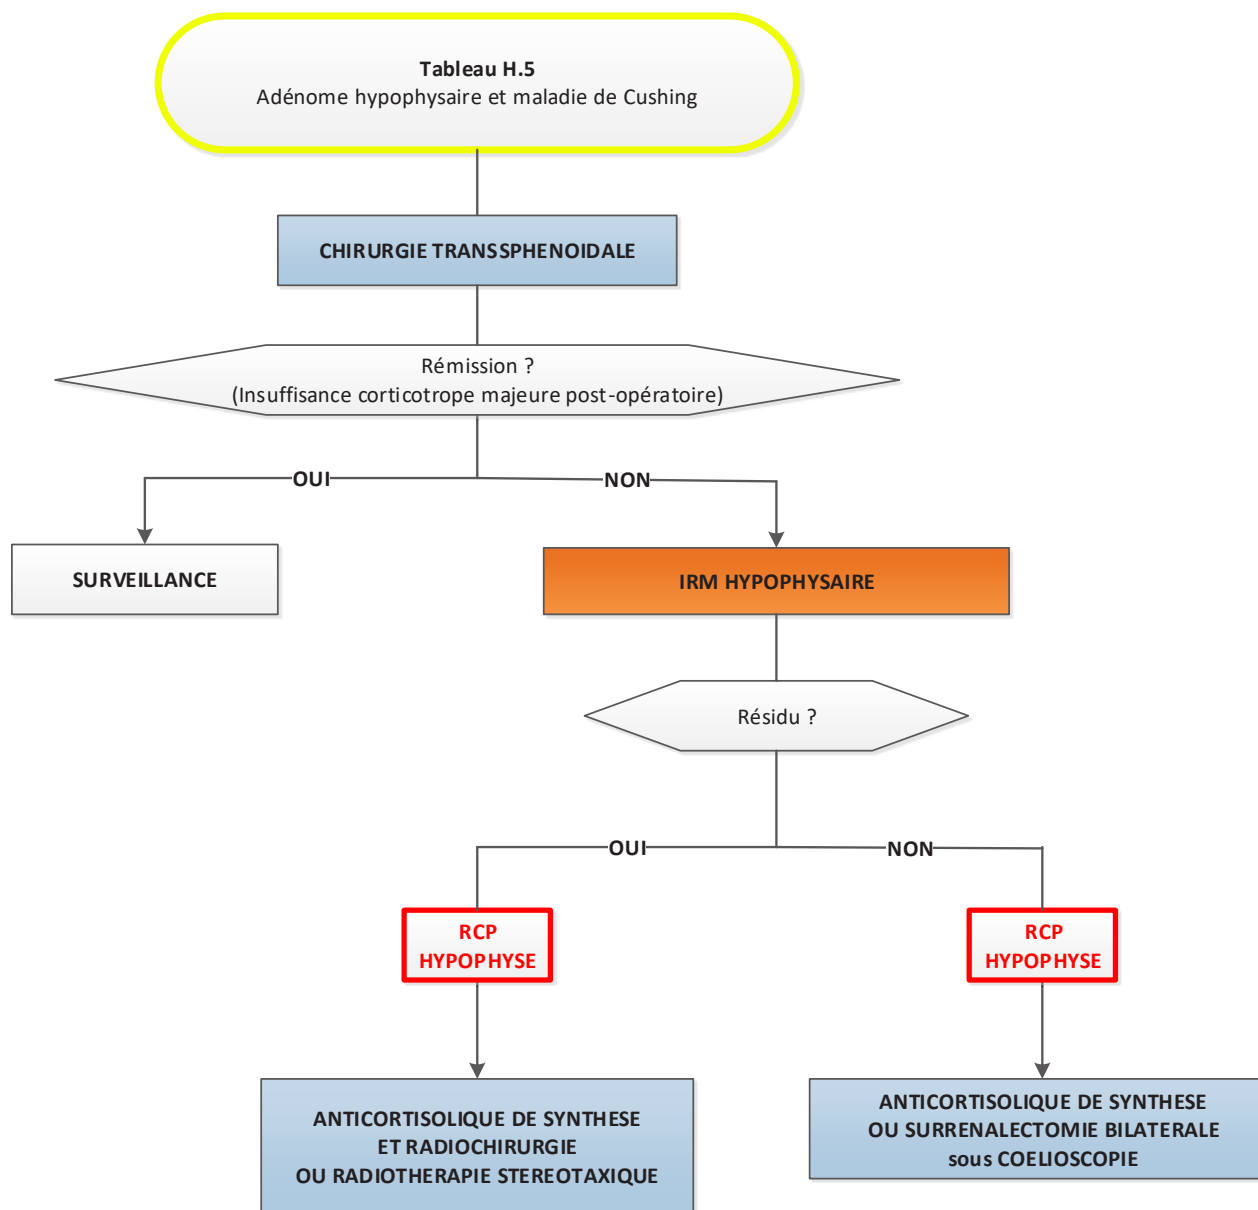 Tableau H.5
Adénome hypophysaire et maladie de Cushing
CHIRURGIE TRANSSPHENOIDALE
Rémission ?
(Insuffisance corticotrope majeure post-opératoire)
OUI
NON
SURVEILLANCE
IRM HYPOPHYSAIRE
Résidu ?
OUI
NON
RCP
HYPOPHYSE
RCP
HYPOPHYSE
ANTICORTISOLIQUE DE SYNTHESE
ET RADIOCHIRURGIE
OU RADIOTHERAPIE STEREOTAXIQUE
ANTICORTISOLIQUE DE SYNTHESE
OU SURRENALECTOMIE BILATERALE
sous COELIOSCOPIE